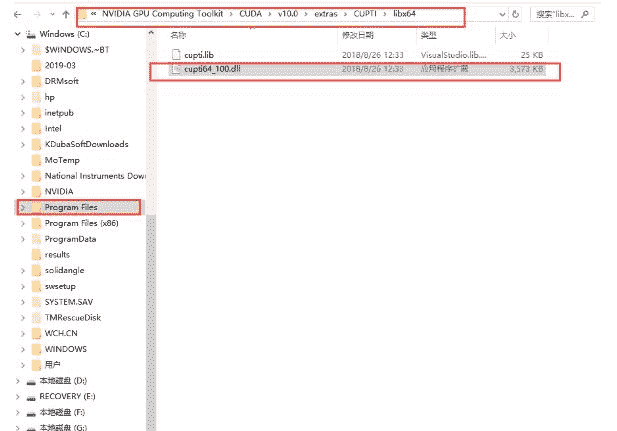 « NVIDIA GPU Computing Toolkit > CUDA > v10.0 > extras > CUPTI > libx64
搜索"libx...
Windows (C:)
名称 修改日期 类型 大小
$WINDOWS.~BT
cupti.lib 2018/8/26 12:33 VisualStudio.lib.... 25 KB
2019-03
cupti64_100.dll 2018/8/26 12:33 应用程序扩展 3,573 KB
DRMsoft
hp
inetpub
Intel
KDubaSoftDownloads
MoTemp
National Instruments Down
NVIDIA
Program Files
Program Files (x86)
ProgramData
results
solidangle
swsetup
SYSTEM.SAV
TMRescueDisk
WCH.CN
WINDOWS
用户
本地磁盘 (D:)
RECOVERY (E:)
本地磁盘 (F:)
本地磁盘 (G:)